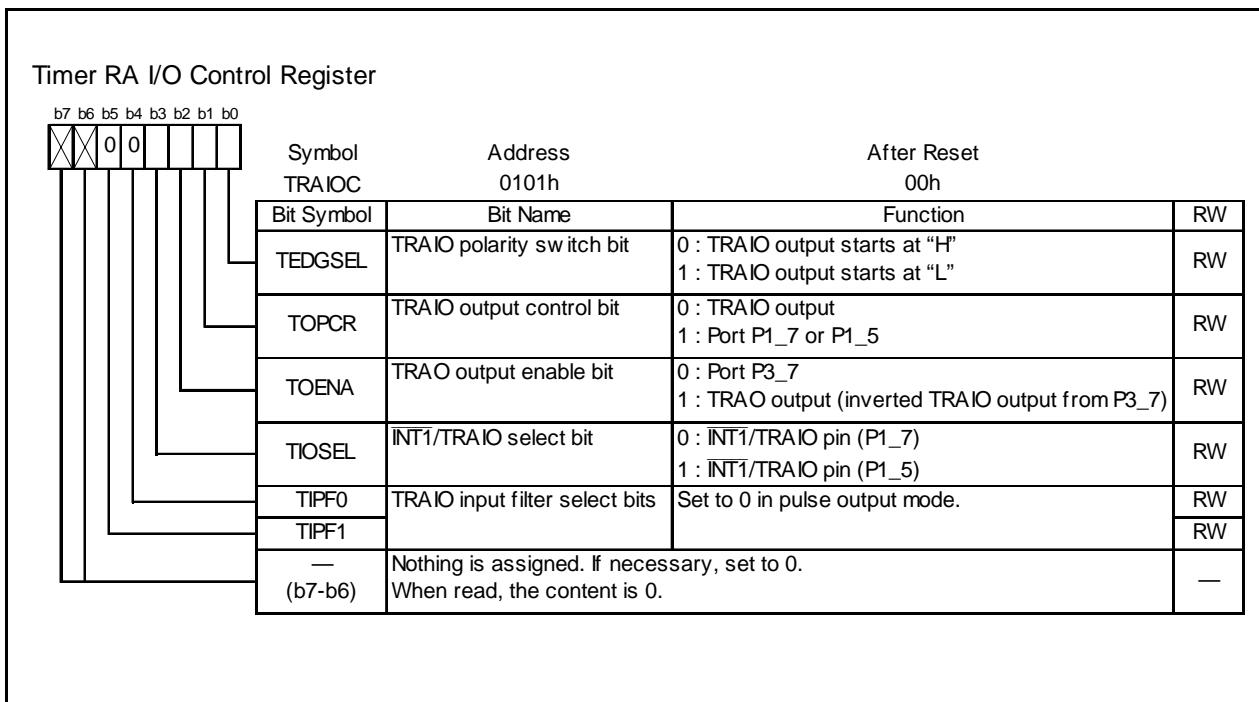 Timer RA I/O Control Register
b7 b6 b5 b4 b3 b2 b1 b0
0 0
Symbol Address After Reset
TRAIOC 0101h 00h
Bit Symbol Bit Name Function RW
TEDGSEL TRAIO polarity switch bit 0 : TRAIO output starts at “H” RW
1 : TRAIO output starts at “L”
TOPCR TRAIO output control bit 0 : TRAIO output RW
1 : Port P1_7 or P1_5
TOENA TRAO output enable bit 0 : Port P3_7 RW
1 : TRAO output (inverted TRAIO output from P3_7)
TIOSEL INT1/TRAIO select bit 0 : INT1/TRAIO pin (P1_7) RW
1 : INT1/TRAIO pin (P1_5)
TIPF0 TRAIO input filter select bits Set to 0 in pulse output mode. RW
TIPF1 RW
— Nothing is assigned. If necessary, set to 0. —
(b7-b6) When read, the content is 0.